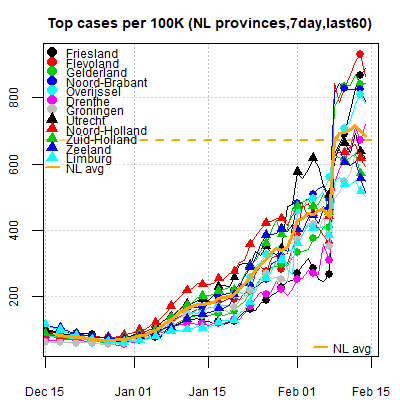 Top cases per 100K (NL provinces,7day,last60)
800
600
400
200
Friesland
Flevoland
Gelderland
Noord-Brabant
Overijssel
Drenthe
Groningen
Utrecht
Noord-Holland
Zuid-Holland
Zeeland
Limburg
NL avg
NL avg
Dec 15
Jan 01
Jan 15
Feb 01
Feb 15